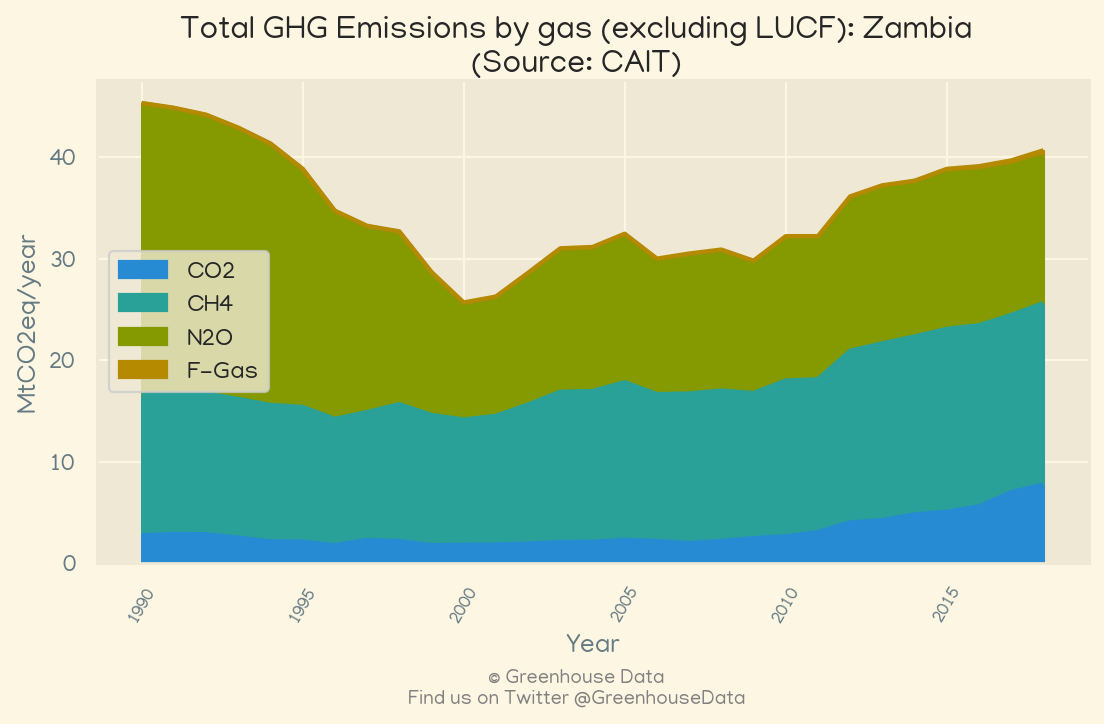 Total GHG Emissions by gas (excluding LUCF): Zambia
(Source: CAIT)
MtCO2eq/year
40
30
20
10
0
CO2
CH4
N2O
F-Gas
1990
1995
2000
2005
2010
2015
Year
© Greenhouse Data
Find us on Twitter @GreenhouseData